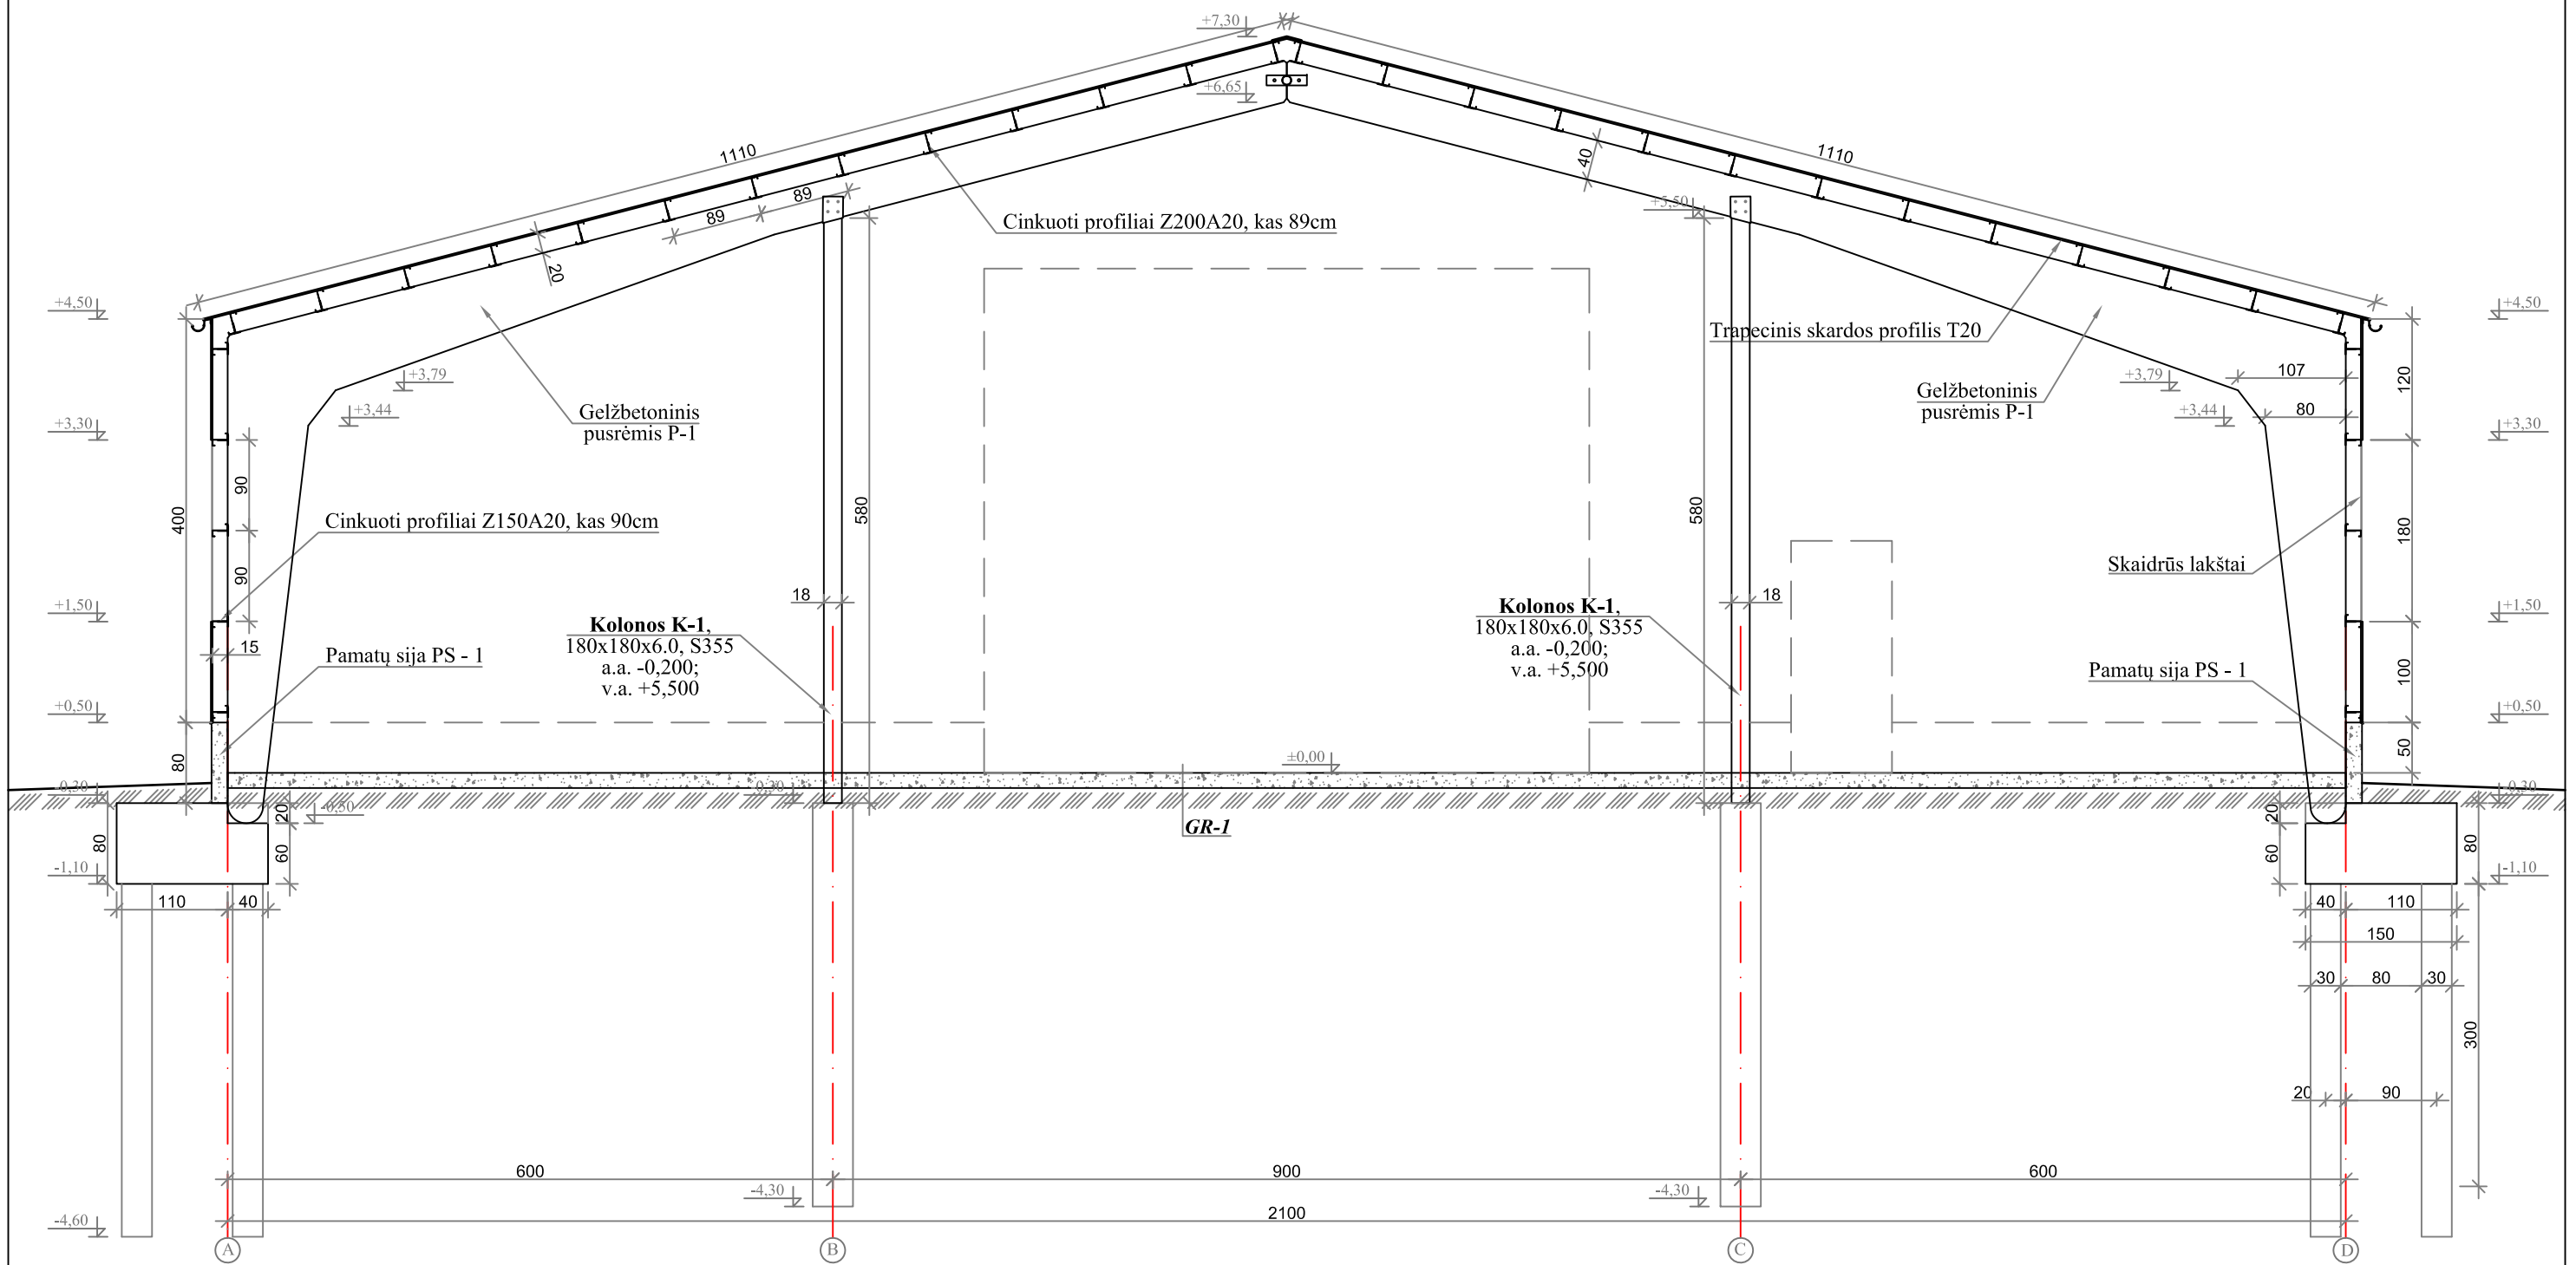 +7,30
+6,65
1110
1110
40
89
89
20
Cinkuoti profiliai Z200A20, kas 89cm
+5,50
+4,50
+4,50
Trapecinis skardos profilis T20
+3,79
+3,79
107
120
+3,44
+3,44
80
Gelžbetoninis
pusrėmis P-1
Gelžbetoninis
pusrėmis P-1
+3,30
+3,30
90
400
580
580
180
Cinkuoti profiliai Z150A20, kas 90cm
90
Skaidrūs lakštai
+1,50
+1,50
18
18
Kolonos K-1,
180x180x6.0, S355
a.a. -0,200;
v.a. +5,500
Kolonos K-1,
180x180x6.0, S355
a.a. -0,200;
v.a. +5,500
15
Pamatų sija PS - 1
Pamatų sija PS - 1
100
+0,50
+0,50
80
50
±0,00
-0,30
-0,30
-0,30
20
-0,50
20
GR-1
80
60
60
80
-1,10
-1,10
110
40
40
110
150
30
80
30
300
20
90
600
900
600
-4,30
-4,30
2100
-4,60
A
B
C
D